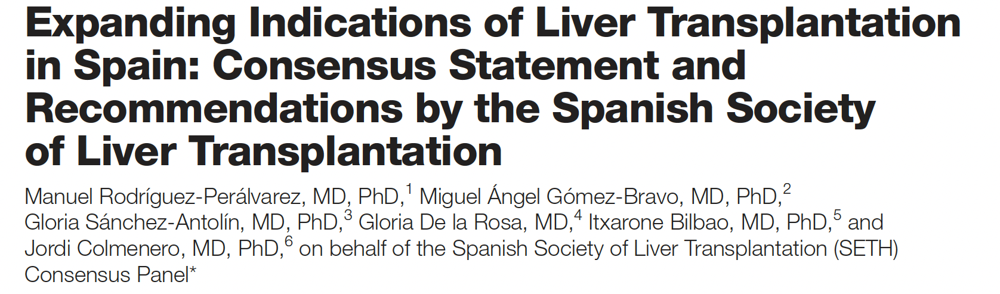 Expanding Indications of Liver Transplantation
in Spain: Consensus Statement and
Recommendations by the Spanish Society
of Liver Transplantation
Manuel Rodríguez-Perálvarez, MD, PhD,1 Miguel Ángel Gómez-Bravo, MD, PhD,2
Gloria Sánchez-Antolín, MD, PhD,3 Gloria De la Rosa, MD,4 Itxarone Bilbao, MD, PhD,5 and
Jordi Colmenero, MD, PhD,6 on behalf of the Spanish Society of Liver Transplantation (SETH)
Consensus Panel*